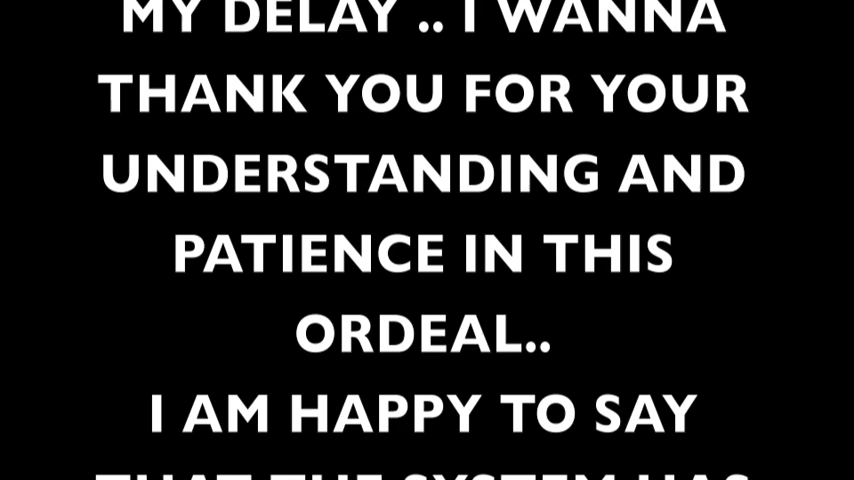 MY DELAY .. I WANNA
THANK YOU FOR YOUR
UNDERSTANDING AND
PATIENCE IN THIS
ORDEAL..
I AM HAPPY TO SAY
THAT THE SYSTEM HAS